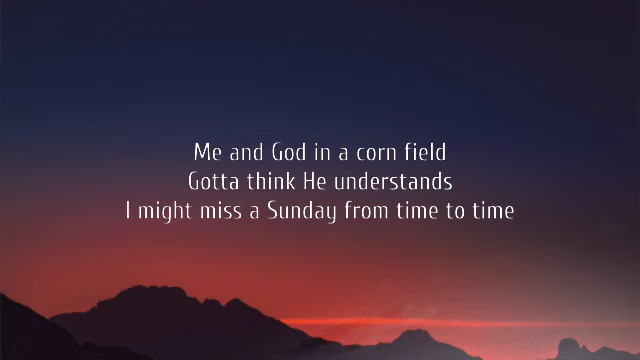 Me and God in a corn field
Gotta think He understands
I might miss a Sunday from time to time